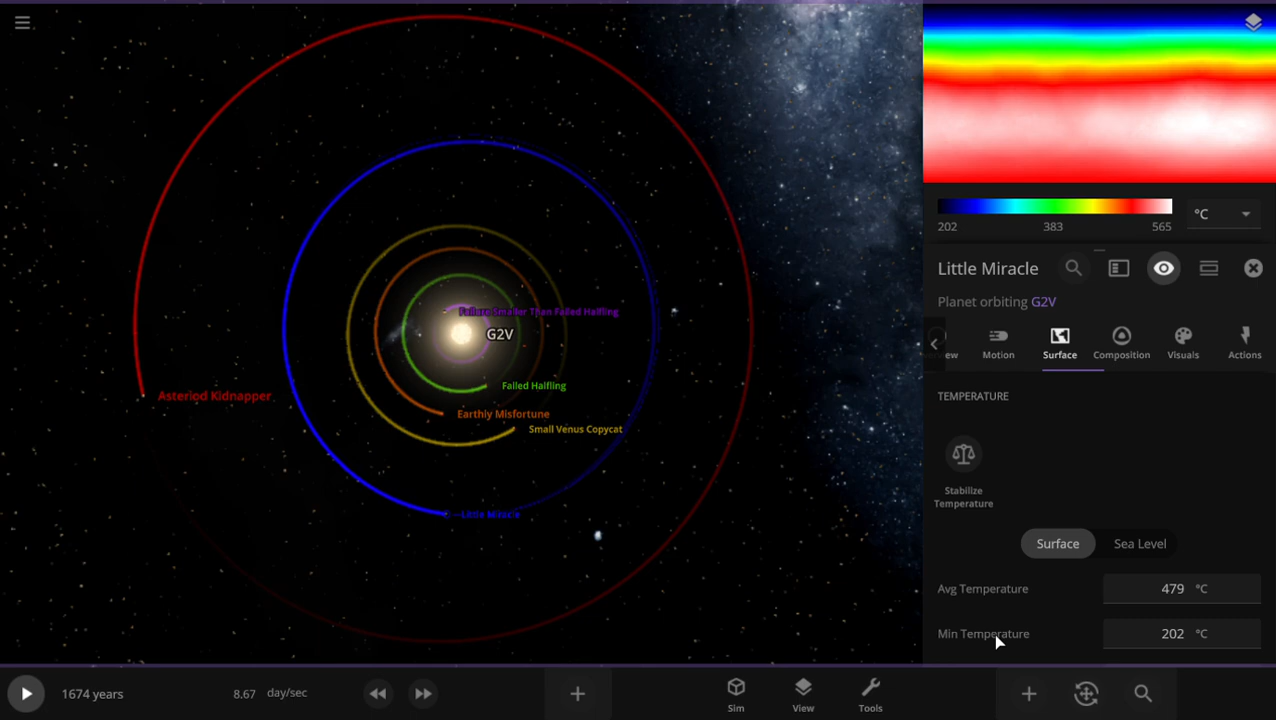 Failure Smaller Than Failed Halfling
G2V
Failed Halfling
Asteriod Kidnapper
Earthly Misfortune
Small Venus Copycat
Little Miracle
°C
202 383 565
Little Miracle
Planet orbiting G2V
ew Motion Surface Composition Visuals Actions
TEMPERATURE
Stabilize
Temperature
Surface Sea Level
Avg Temperature 479 °C
Min Temperature 202 °C
1674 years 8.67 day/sec
Sim View Tools